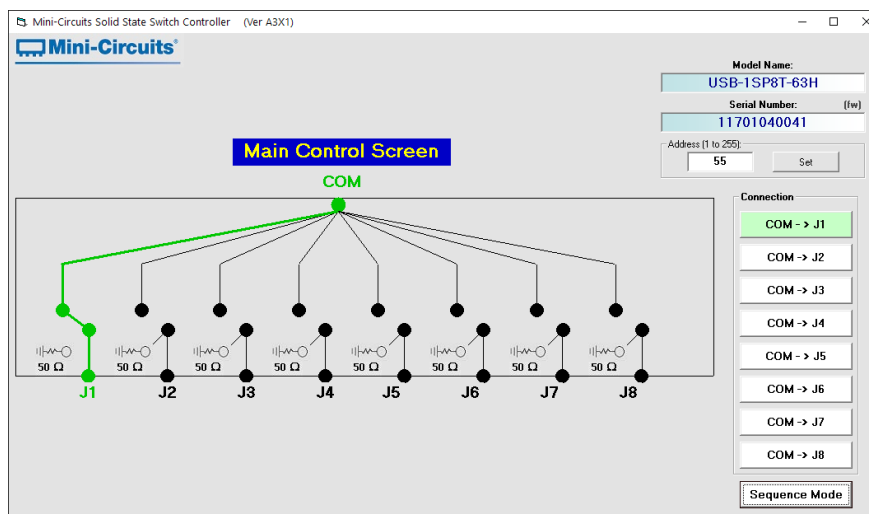 Mini-Circuits Solid State Switch Controller (Ver A3X1)
Mini-Circuits®
Model Name:
USB-1SP8T-63H
Serial Number: (fw)
11701040041
Address (1 to 255):
55 Set
Main Control Screen
COM
Connection
COM -> J1
COM -> J2
COM -> J3
COM -> J4
COM -> J5
COM -> J6
COM -> J7
COM -> J8
50 Ω 50 Ω 50 Ω 50 Ω 50 Ω 50 Ω 50 Ω 50 Ω
J1 J2 J3 J4 J5 J6 J7 J8
Sequence Mode